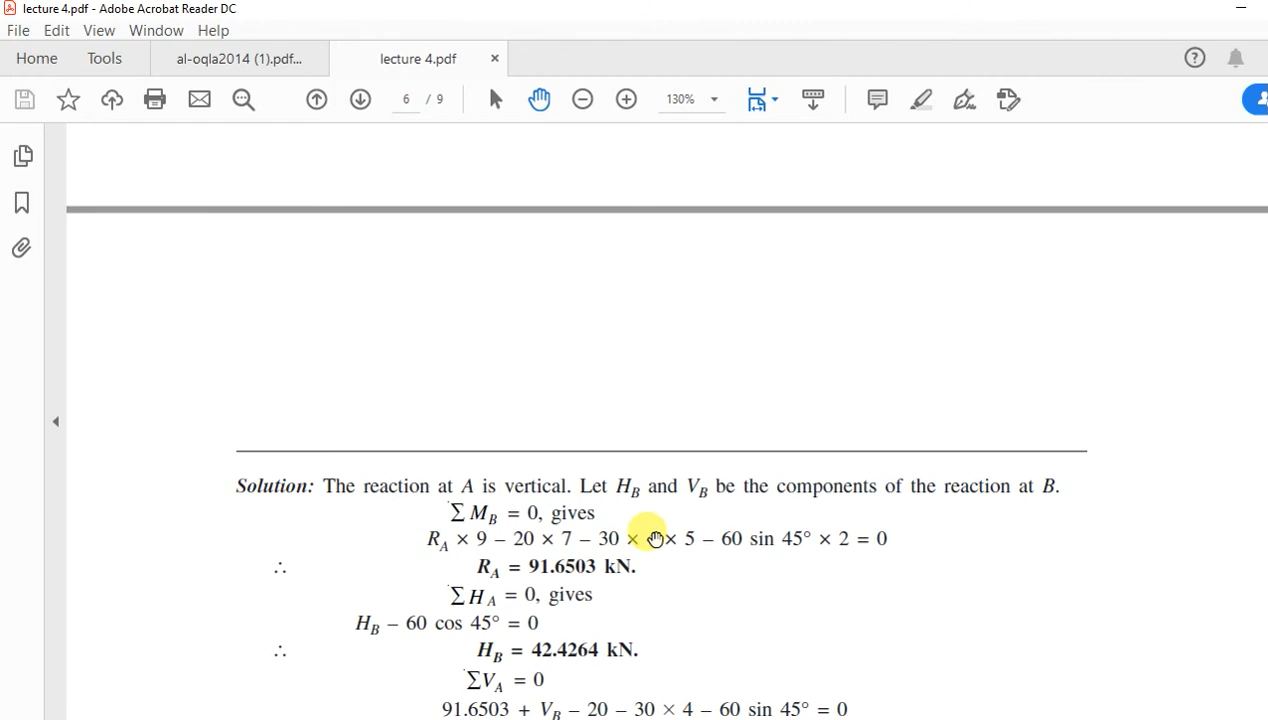 lecture 4.pdf - Adobe Acrobat Reader DC
File Edit View Window Help
Home Tools al-oqla2014 (1).pdf... lecture 4.pdf ×
6 / 9 130%
Solution: The reaction at A is vertical. Let H_B and V_B be the components of the reaction at B.
∑ M_B = 0, gives
R_A × 9 – 20 × 7 – 30 × × 5 – 60 sin 45° × 2 = 0
∴ R_A = 91.6503 kN.
∑ H_A = 0, gives
H_B – 60 cos 45° = 0
∴ H_B = 42.4264 kN.
∑V_A = 0
91.6503 + V_B – 20 – 30 × 4 – 60 sin 45° = 0